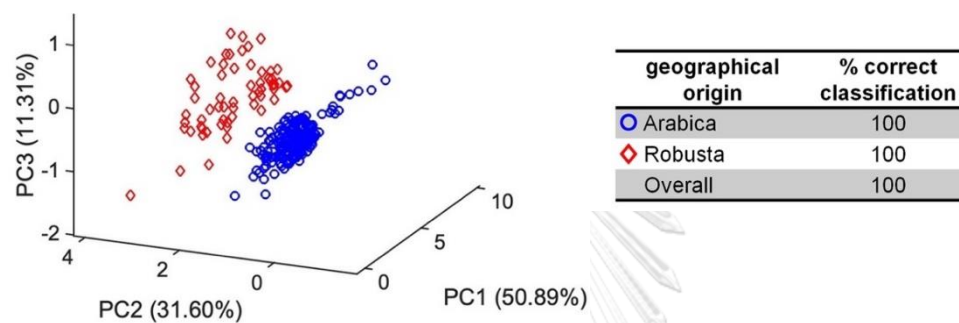 1
0
-1
-2
PC3 (11.31%)
4
2
0
PC2 (31.60%)
0
5
10
PC1 (50.89%)
geographical origin % correct classification
Arabica 100
Robusta 100
Overall 100